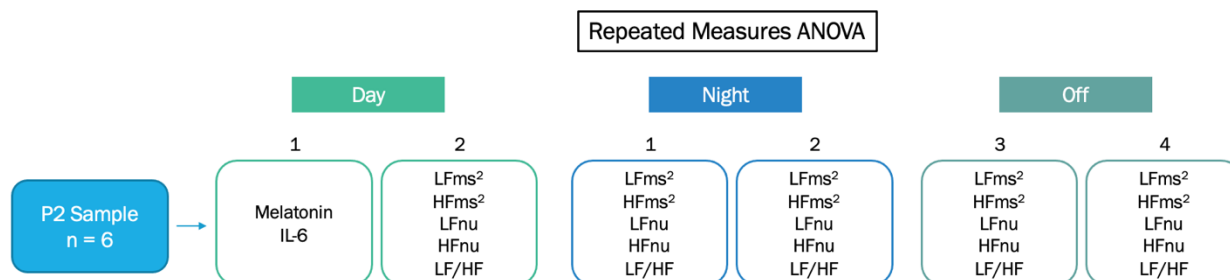 Repeated Measures ANOVA
Day
Night
Off
1
2
1
2
3
4
P2 Sample
n = 6
Melatonin
IL-6
LFms²
HFms²
LFnu
HFnu
LF/HF
LFms²
HFms²
LFnu
HFnu
LF/HF
LFms²
HFms²
LFnu
HFnu
LF/HF
LFms²
HFms²
LFnu
HFnu
LF/HF
LFms²
HFms²
LFnu
HFnu
LF/HF